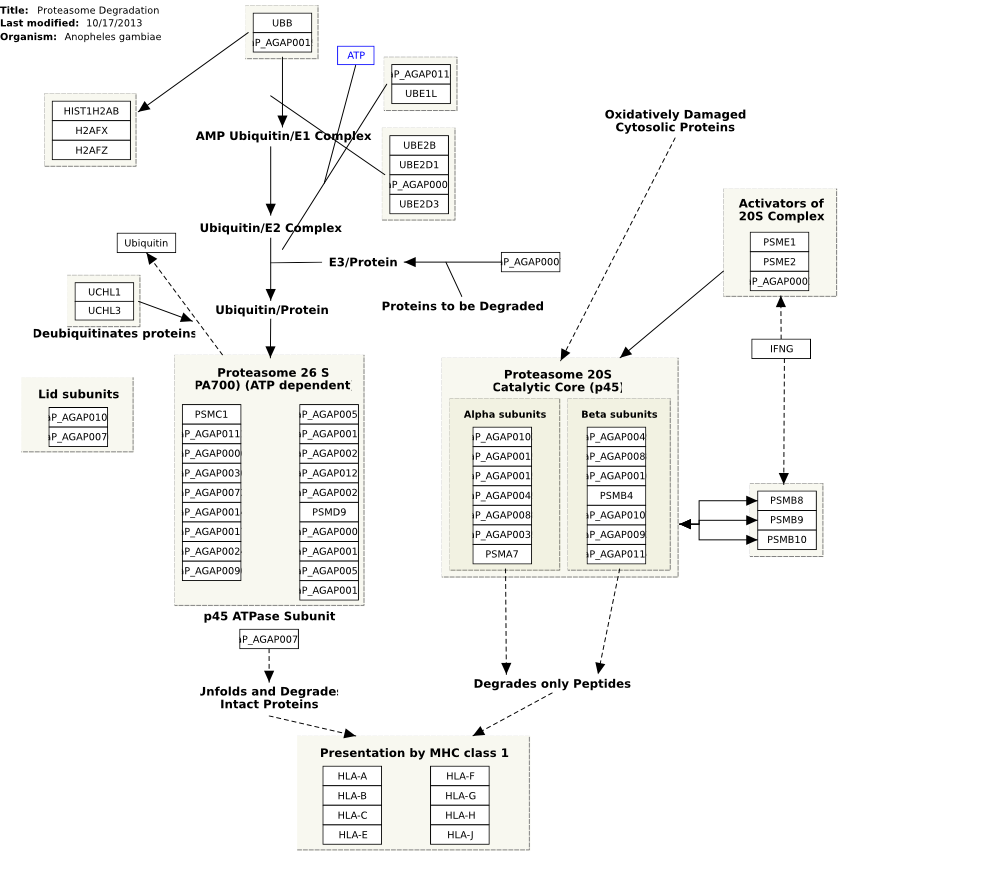 Title: Proteasome Degradation
Last modified: 10/17/2013
Organism: Anopheles gambiae
UBB
P_AGAP001
ATP
P_AGAP011
UBE1L
HIST1H2AB
H2AFX
H2AFZ
AMP Ubiquitin/E1 Complex
UBE2B
UBE2D1
P_AGAP000
UBE2D3
Oxidatively Damaged
Cytosolic Proteins
Activators of
20S Complex
PSME1
PSME2
P_AGAP000
Ubiquitin/E2 Complex
Ubiquitin
E3/Protein
P_AGAP000
UCHL1
UCHL3
Deubiquitinates proteins
Ubiquitin/Protein
Proteins to be Degraded
IFNG
Proteasome 26 S
PA700) (ATP dependent
PSMC1
P_AGAP011
P_AGAP000
P_AGAP003
P_AGAP007
P_AGAP001
P_AGAP001
P_AGAP002
P_AGAP009
P_AGAP005
P_AGAP001
P_AGAP002
P_AGAP012
P_AGAP002
PSMD9
P_AGAP000
P_AGAP001
P_AGAP005
P_AGAP001
Lid subunits
P_AGAP010
P_AGAP007
Proteasome 20S
Catalytic Core (p45)
Alpha subunits
P_AGAP010
P_AGAP001
P_AGAP001
P_AGAP004
P_AGAP008
P_AGAP003
PSMA7
Beta subunits
P_AGAP004
P_AGAP008
P_AGAP001
PSMB4
P_AGAP010
P_AGAP009
P_AGAP011
PSMB8
PSMB9
PSMB10
p45 ATPase Subunit
P_AGAP007
Unfolds and Degrades
Intact Proteins
Degrades only Peptides
Presentation by MHC class 1
HLA-A
HLA-B
HLA-C
HLA-E
HLA-F
HLA-G
HLA-H
HLA-J